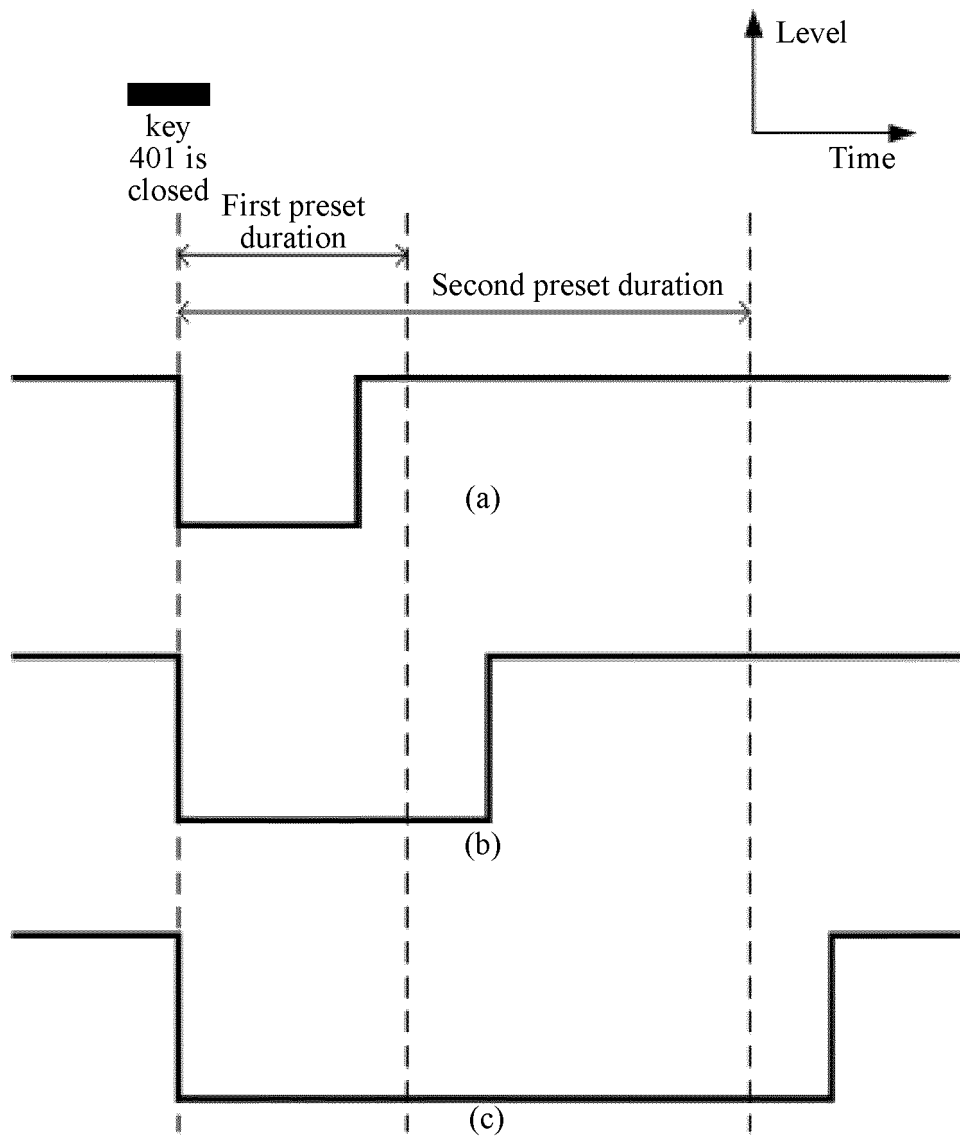 Level
Time
key
401 is
closed
First preset
duration
Second preset duration
(a)
(b)
(c)